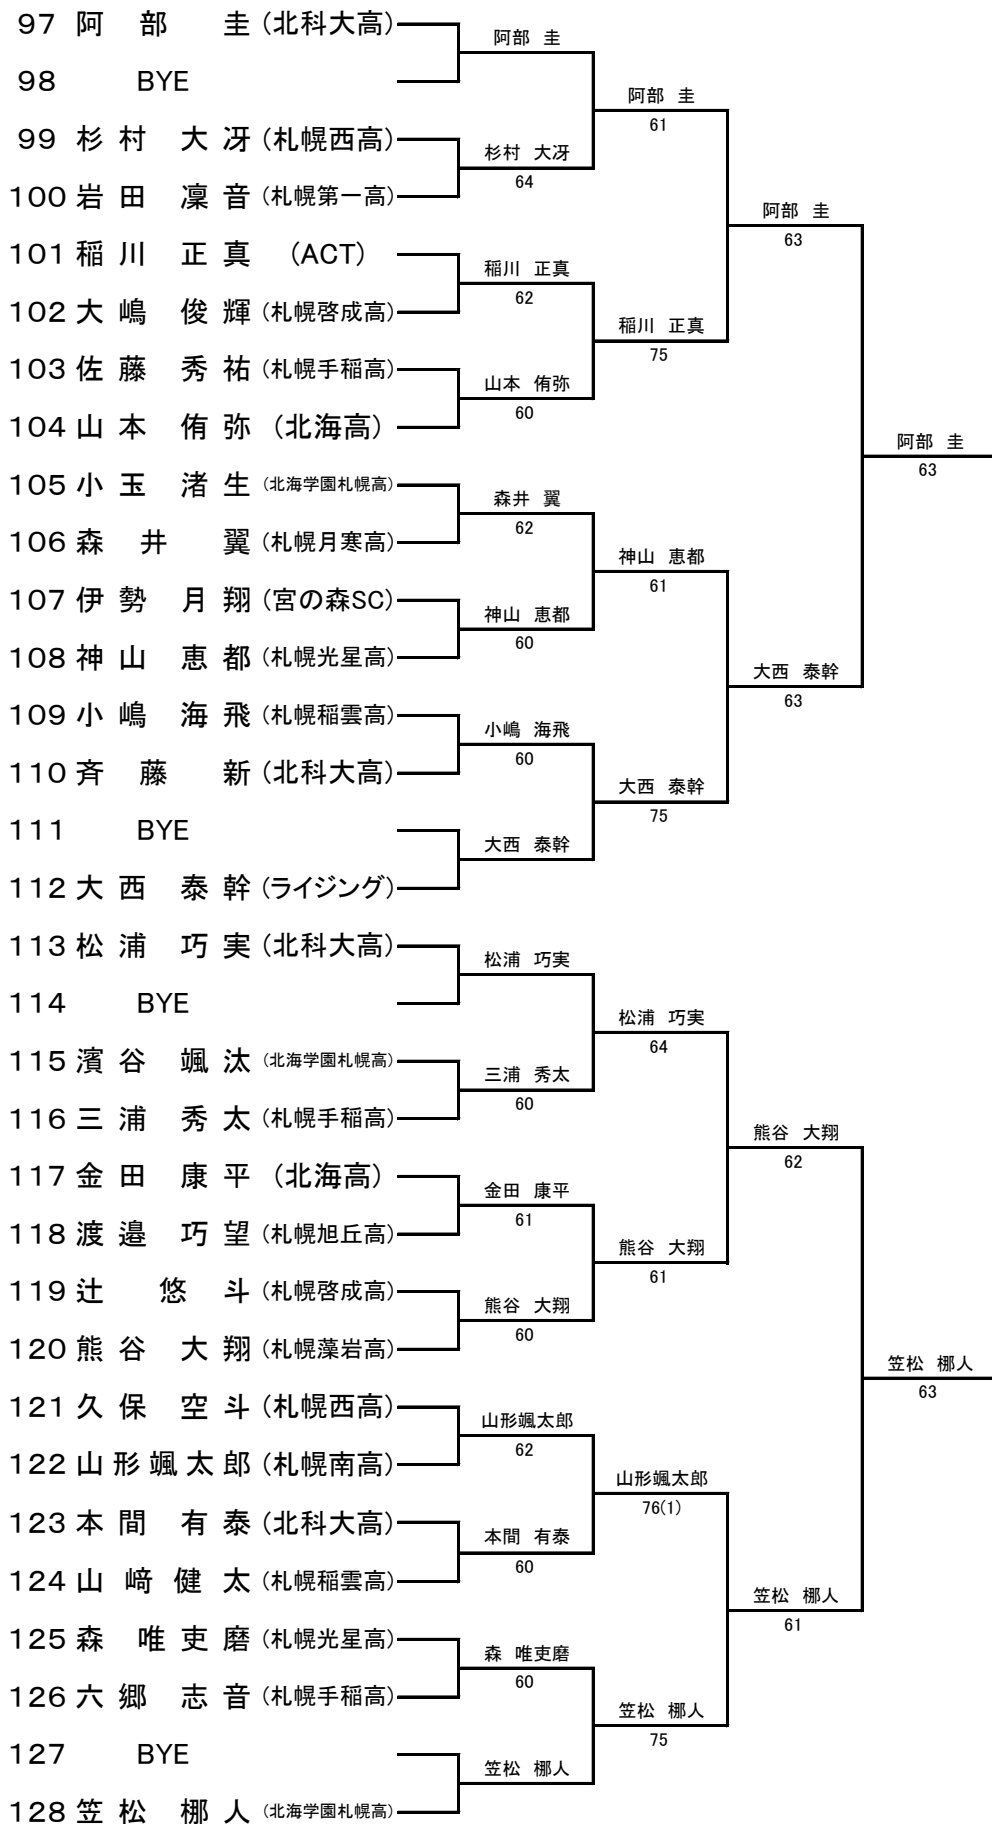 97 阿部 圭 (北科大高)
98 BYE
99 杉村 大冴 (札幌西高)
100 岩田 凜音 (札幌第一高)
101 稲川 正真 (ACT)
102 大嶋 俊輝 (札幌啓成高)
103 佐藤 秀祐 (札幌手稲高)
104 山本 侑弥 (北海高)
105 小玉 渚生 (北海学園札幌高)
106 森井 翼 (札幌月寒高)
107 伊勢 月翔 (宮の森SC)
108 神山 恵都 (札幌光星高)
109 小嶋 海飛 (札幌稲雲高)
110 斉藤 新 (北科大高)
111 BYE
112 大西 泰幹 (ライジング)
113 松浦 巧実 (北科大高)
114 BYE
115 濱谷 颯汰 (北海学園札幌高)
116 三浦 秀太 (札幌手稲高)
117 金田 康平 (北海高)
118 渡邉 巧望 (札幌旭丘高)
119 辻 悠斗 (札幌啓成高)
120 熊谷 大翔 (札幌藻岩高)
121 久保 空斗 (札幌西高)
122 山形颯太郎 (札幌南高)
123 本間 有泰 (北科大高)
124 山﨑 健太 (札幌稲雲高)
125 森 唯吏磨 (札幌光星高)
126 六郷 志音 (札幌手稲高)
127 BYE
128 笠松 梛人 (北海学園札幌高)
阿部 圭
杉村 大冴
64
稲川 正真
62
山本 侑弥
60
森井 翼
62
神山 恵都
60
小嶋 海飛
60
大西 泰幹
松浦 巧実
三浦 秀太
60
金田 康平
61
熊谷 大翔
60
山形颯太郎
62
本間 有泰
60
森 唯吏磨
60
笠松 梛人
阿部 圭
61
稲川 正真
75
神山 恵都
61
大西 泰幹
75
松浦 巧実
64
熊谷 大翔
61
山形颯太郎
76(1)
笠松 梛人
75
阿部 圭
63
大西 泰幹
63
熊谷 大翔
62
笠松 梛人
61
阿部 圭
63
笠松 梛人
63